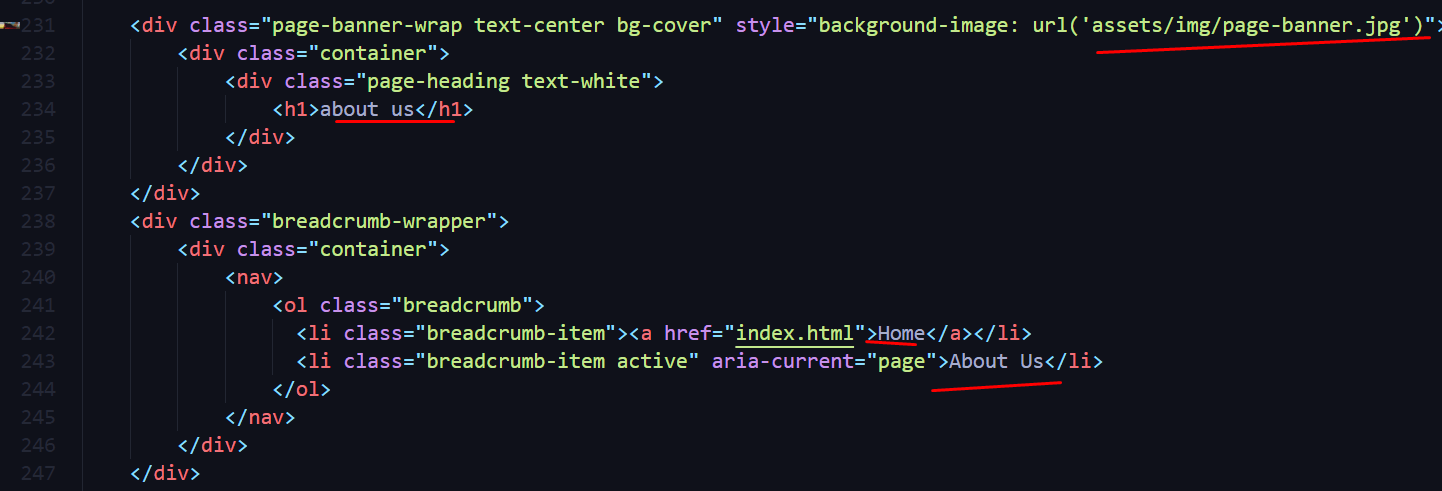 231 <div class="page-banner-wrap text-center bg-cover" style="background-image: url('assets/img/page-banner.jpg')">
232 <div class="container">
233 <div class="page-heading text-white">
234 <h1>about us</h1>
235 </div>
236 </div>
237 </div>
238 <div class="breadcrumb-wrapper">
239 <div class="container">
240 <nav>
241 <ol class="breadcrumb">
242 <li class="breadcrumb-item"><a href="index.html">Home</a></li>
243 <li class="breadcrumb-item active" aria-current="page">About Us</li>
244 </ol>
245 </nav>
246 </div>
247 </div>